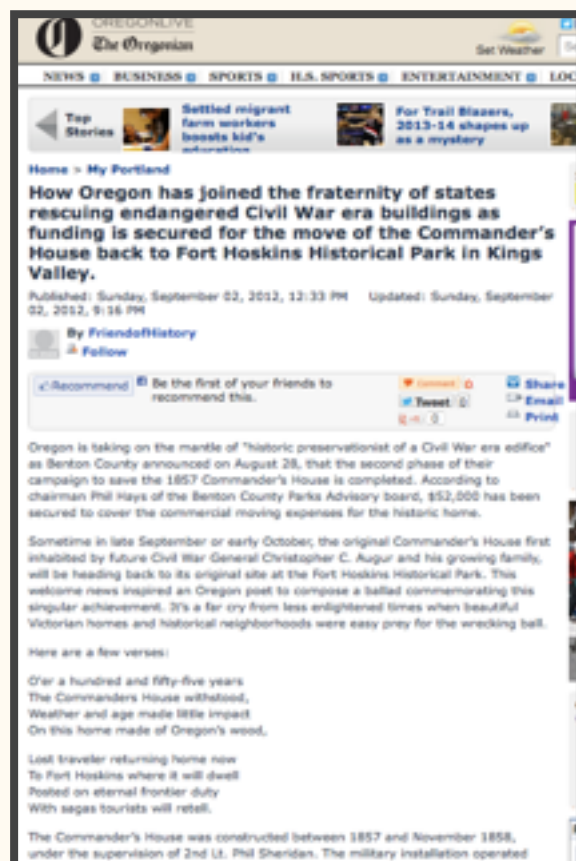 OREGONLIVE
The Oregonian
Set Weather
NEWS BUSINESS SPORTS H.S. SPORTS ENTERTAINMENT LOC
Top
Stories
Settled migrant
farm workers
boosts kid's
education
For Trail Blazers,
2013-14 shapes up
as a mystery
Home > My Portland
How Oregon has joined the fraternity of states
rescuing endangered Civil War era buildings as
funding is secured for the move of the Commander's
House back to Fort Hoskins Historical Park in Kings
Valley.
Published: Sunday, September 02, 2012, 12:33 PM Updated: Sunday, September
02, 2012, 9:16 PM
By FriendofHistory
Follow
Recommend Be the first of your friends to
recommend this.
Comment 0
Tweet 0
0
Share
Email
Print
Oregon is taking on the mantle of "historic preservationist of a Civil War era edifice"
as Benton County announced on August 28, that the second phase of their
campaign to save the 1857 Commander's House is completed. According to
chairman Phil Hays of the Benton County Parks Advisory board, $52,000 has been
secured to cover the commercial moving expenses for the historic home.
Sometime in late September or early October, the original Commander's House first
inhabited by future Civil War General Christopher C. Augur and his growing family,
will be heading back to its original site at the Fort Hoskins Historical Park. This
welcome news inspired an Oregon poet to compose a ballad commemorating this
singular achievement. It's a far cry from less enlightened times when beautiful
Victorian homes and historical neighborhoods were easy prey for the wrecking ball.
Here are a few verses:
O'er a hundred and fifty-five years
The Commanders House withstood,
Weather and age made little impact
On this home made of Oregon's wood,
Lost traveler returning home now
To Fort Hoskins where it will dwell
Posted on eternal frontier duty
With sagas tourists will retell.
The Commander's House was constructed between 1857 and November 1858,
under the supervision of 2nd Lt. Phil Sheridan. The military installation operated